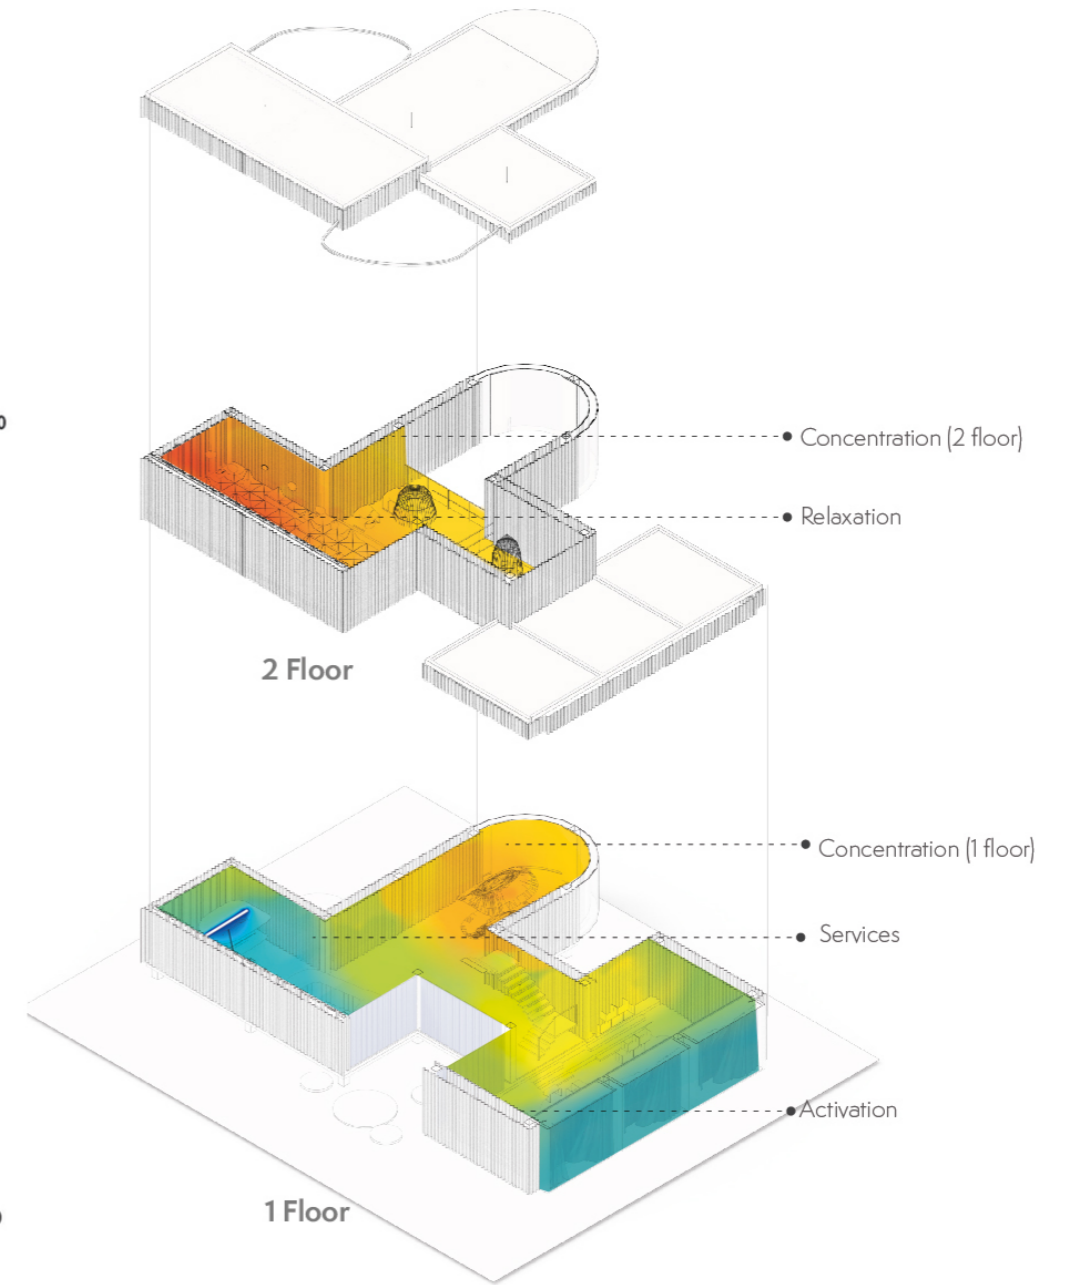 Concentration (2 floor)
Relaxation
2 Floor
Concentration (1 floor)
Services
Activation
1 Floor